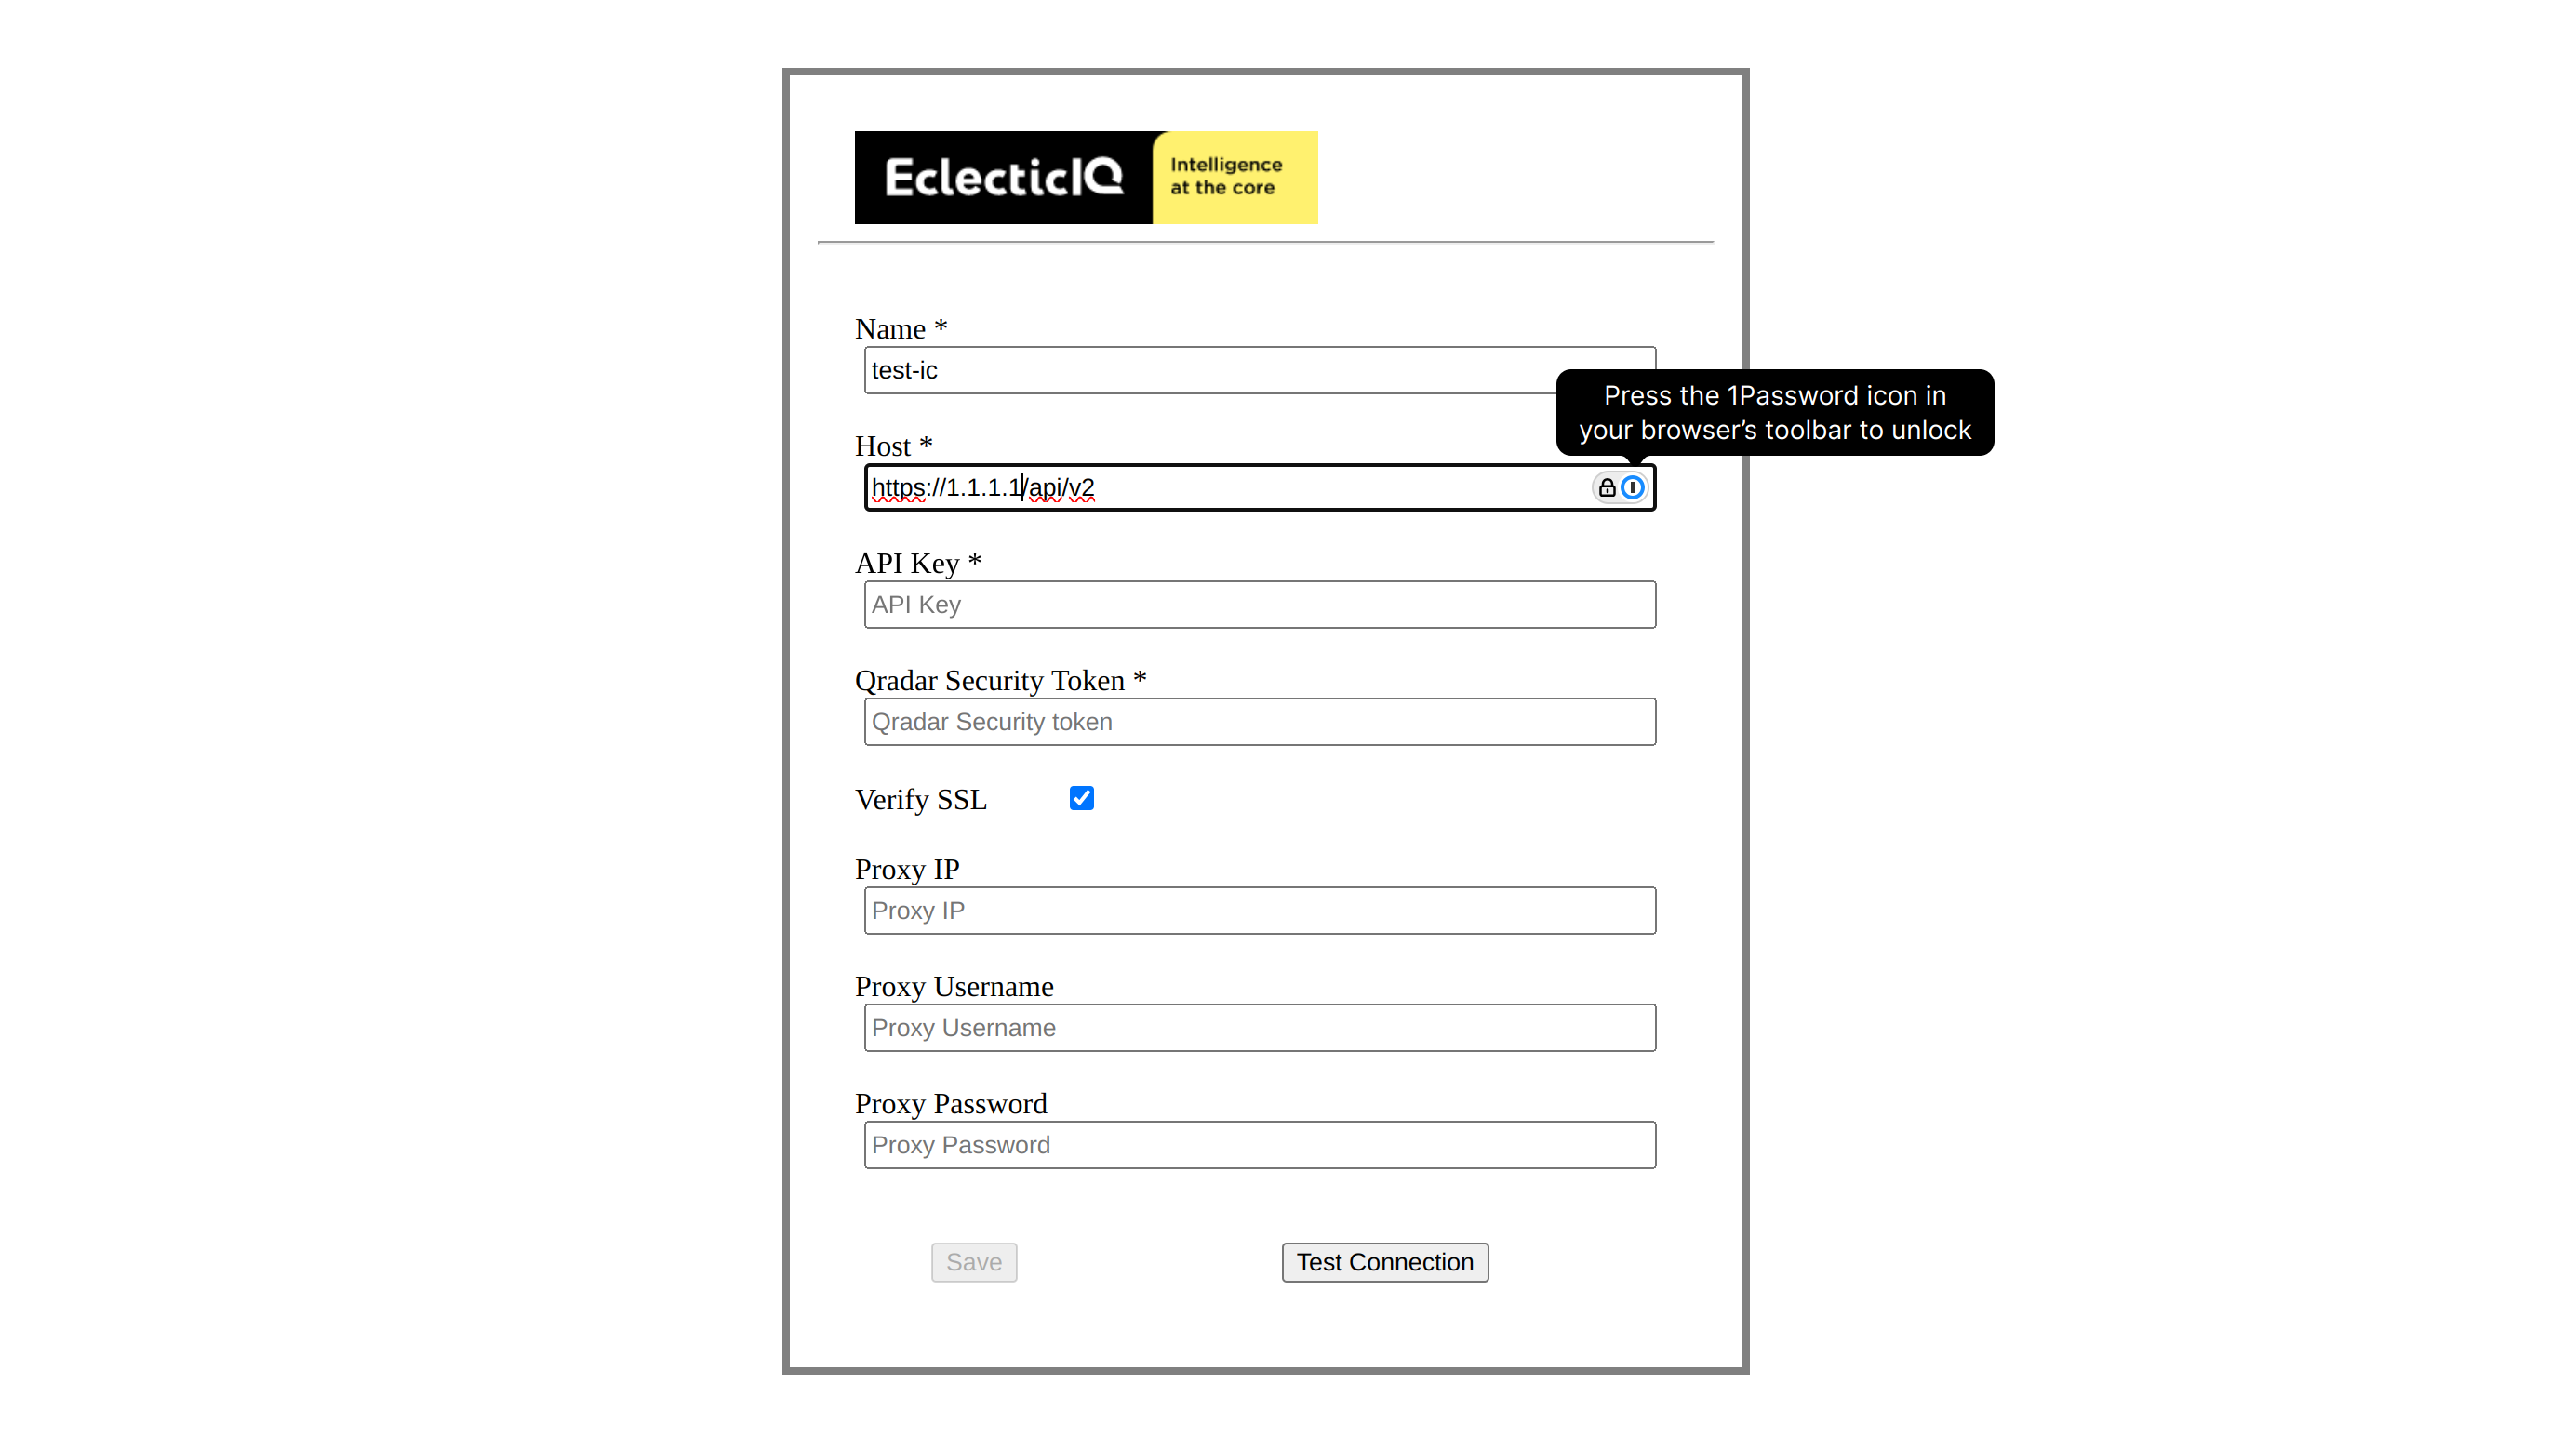 EclecticIQ
Intelligence
at the core
Name *
test-ic
Press the 1Password icon in
your browser’s toolbar to unlock
Host *
https://1.1.1.1/api/v2
API Key *
API Key
Qradar Security Token *
Qradar Security token
Verify SSL
Proxy IP
Proxy IP
Proxy Username
Proxy Username
Proxy Password
Proxy Password
Save
Test Connection